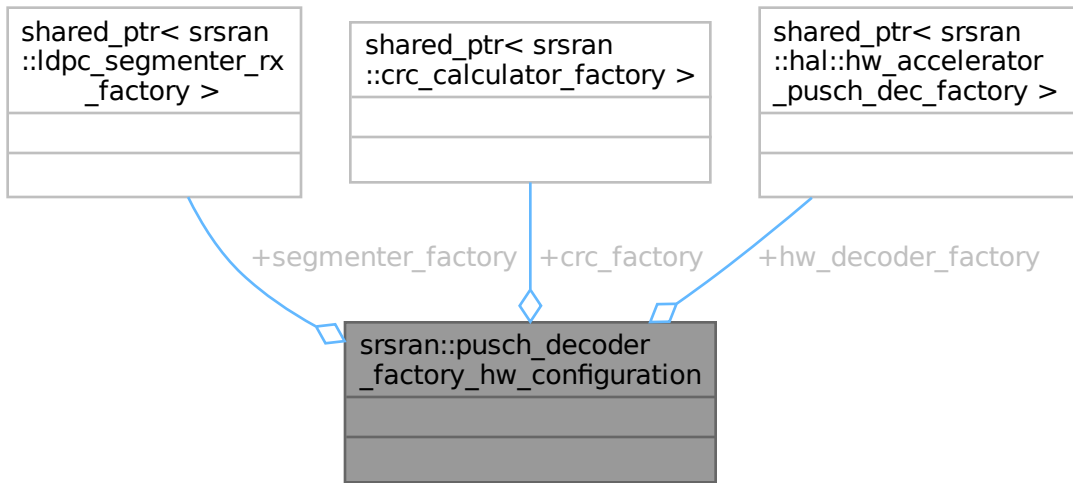 shared_ptr< srsran
::ldpc_segmenter_rx
_factory >
shared_ptr< srsran
::crc_calculator_factory >
shared_ptr< srsran
::hal::hw_accelerator
_pusch_dec_factory >
+segmenter_factory
+crc_factory
+hw_decoder_factory
srsran::pusch_decoder
_factory_hw_configuration